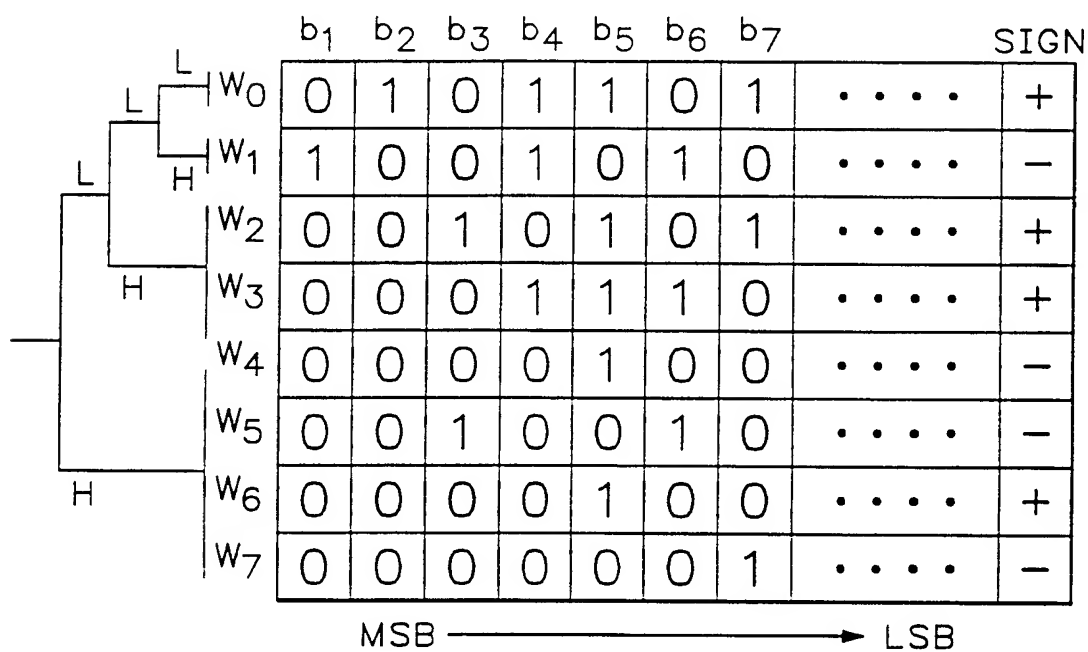 b1 b2 b3 b4 b5 b6 b7 SIGN
L W0 0 1 0 1 1 0 1 • • • • +
L
H W1 1 0 0 1 0 1 0 • • • • −
L
W2 0 0 1 0 1 0 1 • • • • +
H W3 0 0 0 1 1 1 0 • • • • +
W4 0 0 0 0 1 0 0 • • • • −
W5 0 0 1 0 0 1 0 • • • • −
H W6 0 0 0 0 1 0 0 • • • • +
W7 0 0 0 0 0 0 1 • • • • −
MSB LSB